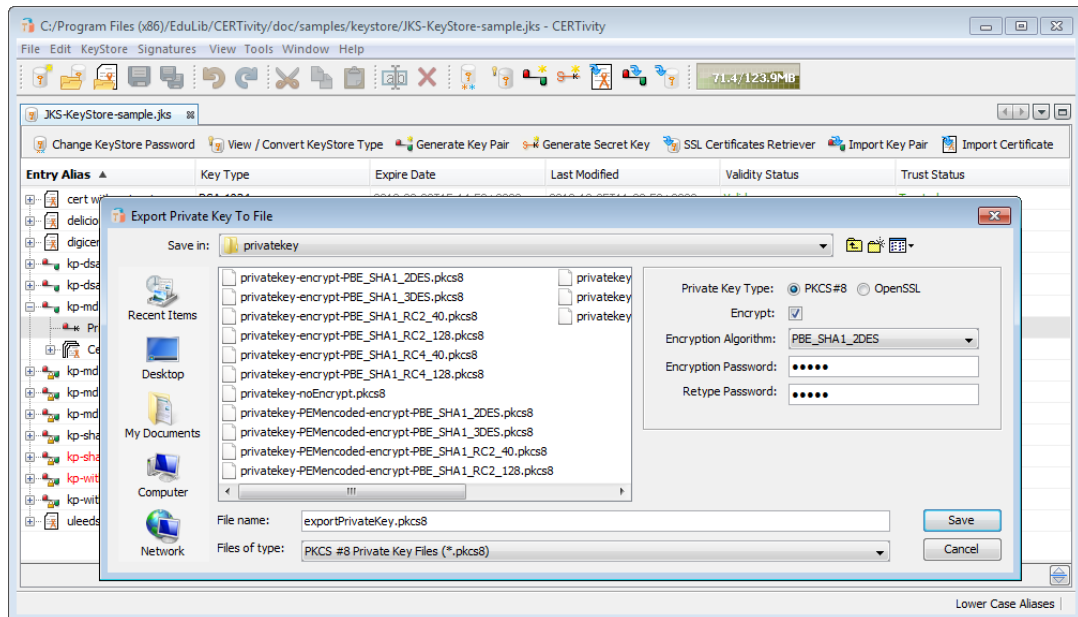 C:/Program Files (x86)/EduLib/CERTivity/doc/samples/keystore/JKS-KeyStore-sample.jks - CERTivity
File Edit KeyStore Signatures View Tools Window Help
71.4/123.9MB
JKS-KeyStore-sample.jks
Change KeyStore Password View / Convert KeyStore Type Generate Key Pair Generate Secret Key SSL Certificates Retriever Import Key Pair Import Certificate
Entry Alias Key Type Expire Date Last Modified Validity Status Trust Status
cert
delicio
digicer
kp-dsa
kp-dsa
kp-md
Pr
Ce
kp-md
kp-md
kp-md
kp-sha
kp-sha
kp-wit
kp-wit
uleeds
Export Private Key To File
Save in: privatekey
Recent Items
Desktop
My Documents
Computer
Network
privatekey-encrypt-PBE_SHA1_2DES.pkcs8 privatekey
privatekey-encrypt-PBE_SHA1_3DES.pkcs8 privatekey
privatekey-encrypt-PBE_SHA1_RC2_40.pkcs8 privatekey
privatekey-encrypt-PBE_SHA1_RC2_128.pkcs8
privatekey-encrypt-PBE_SHA1_RC4_40.pkcs8
privatekey-encrypt-PBE_SHA1_RC4_128.pkcs8
privatekey-noEncrypt.pkcs8
privatekey-PEMencoded-encrypt-PBE_SHA1_2DES.pkcs8
privatekey-PEMencoded-encrypt-PBE_SHA1_3DES.pkcs8
privatekey-PEMencoded-encrypt-PBE_SHA1_RC2_40.pkcs8
privatekey-PEMencoded-encrypt-PBE_SHA1_RC2_128.pkcs8
Private Key Type: PKCS#8 OpenSSL
Encrypt:
Encryption Algorithm: PBE_SHA1_2DES
Encryption Password: •••••
Retype Password: •••••
File name: exportPrivateKey.pkcs8 Save
Files of type: PKCS #8 Private Key Files (*.pkcs8) Cancel
Lower Case Aliases